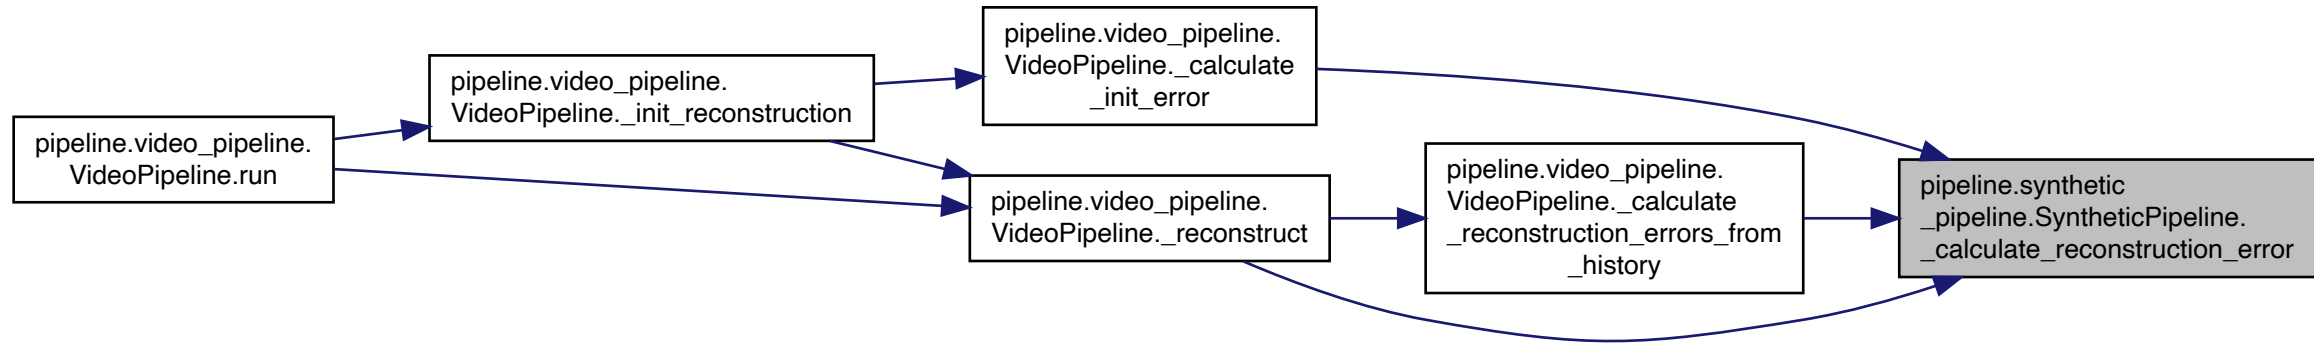 pipeline.video_pipeline.
VideoPipeline.run
pipeline.video_pipeline.
VideoPipeline._init_reconstruction
pipeline.video_pipeline.
VideoPipeline._calculate
_init_error
pipeline.video_pipeline.
VideoPipeline._reconstruct
pipeline.video_pipeline.
VideoPipeline._calculate
_reconstruction_errors_from
_history
pipeline.synthetic
_pipeline.SyntheticPipeline.
_calculate_reconstruction_error